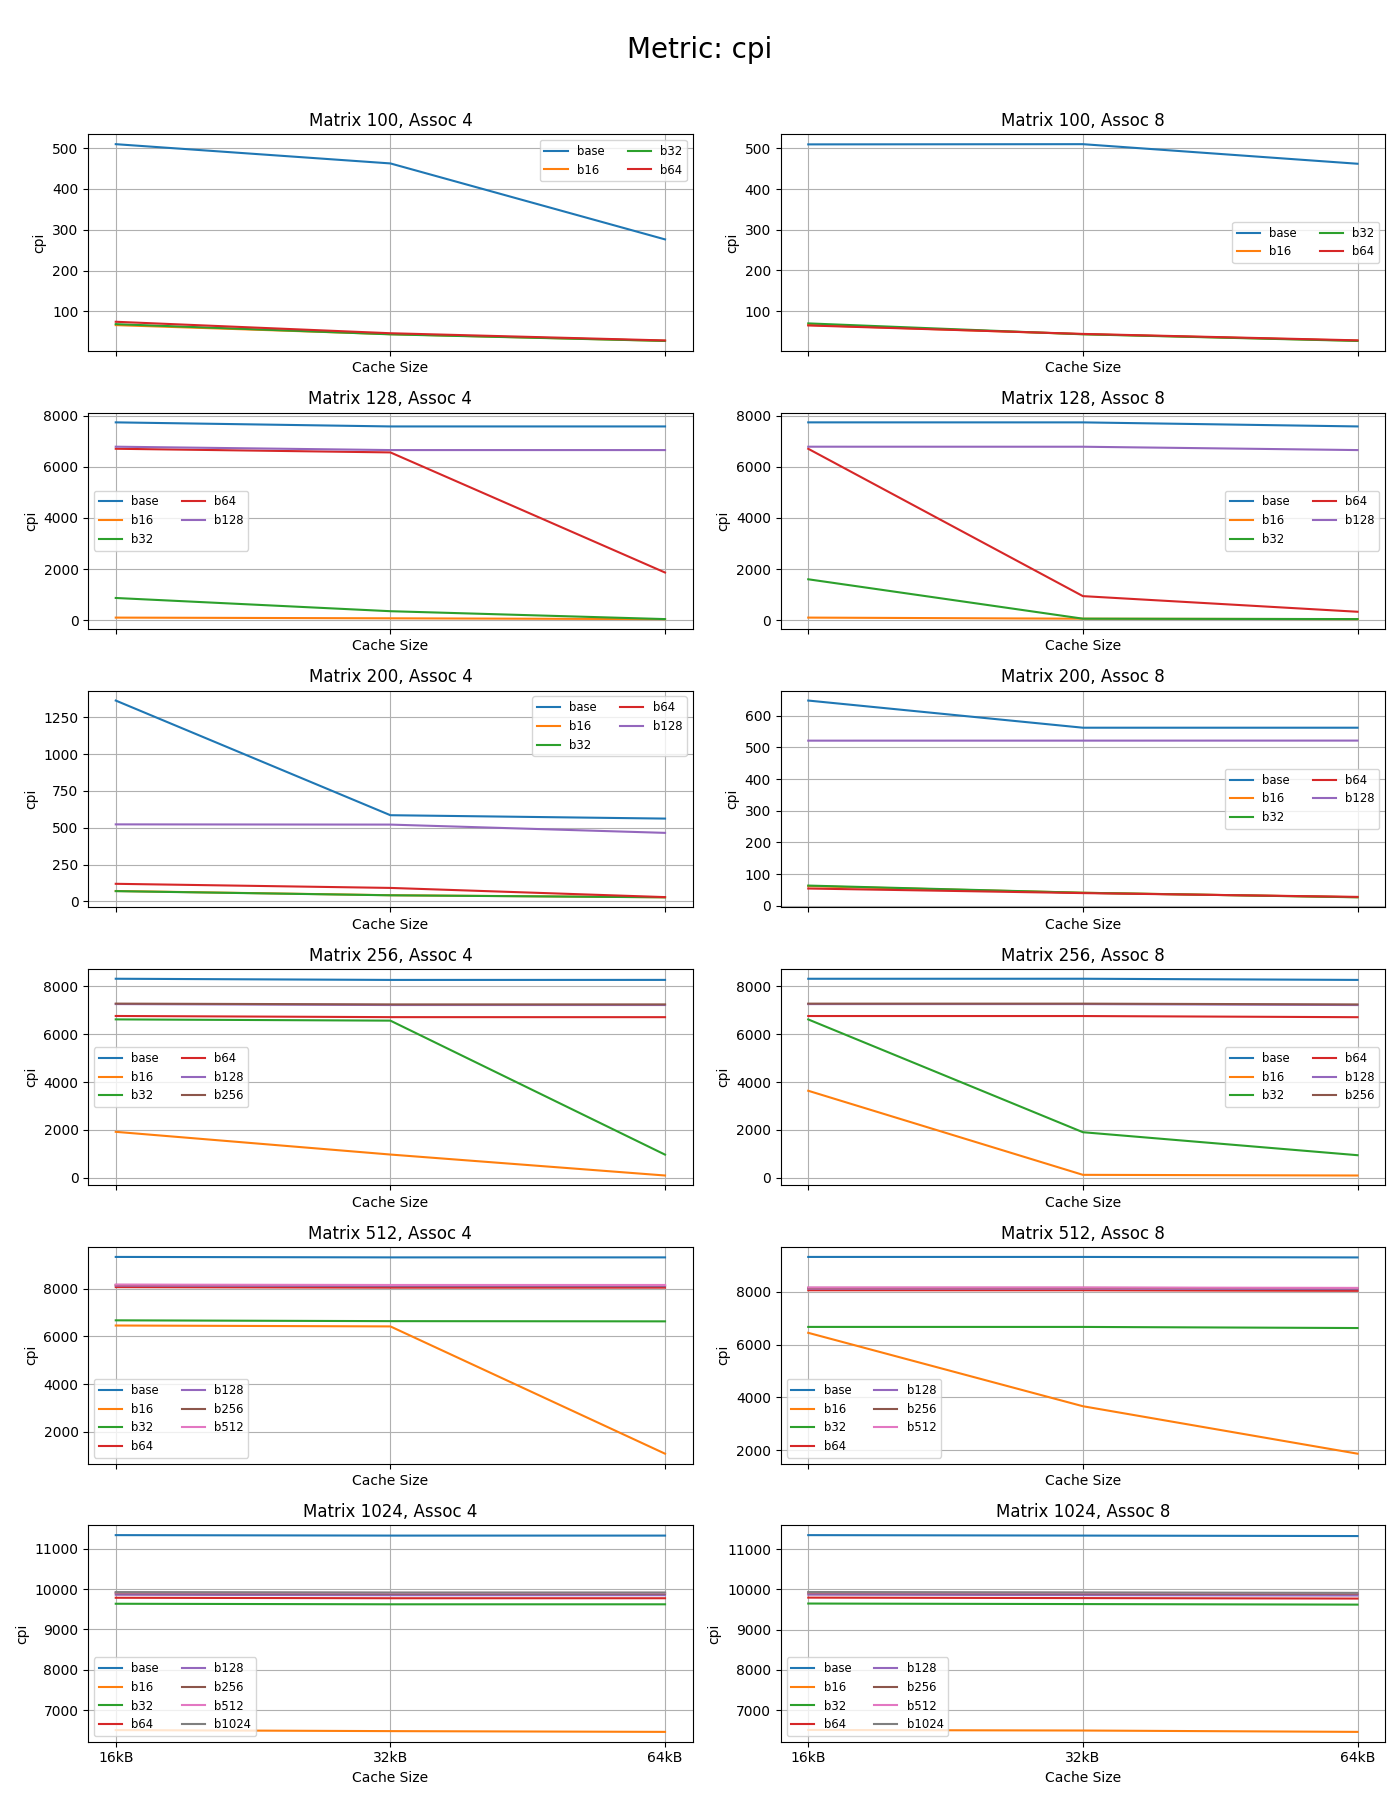 Metric: cpi
Matrix 100, Assoc 4
500
400
300
200
100
cpi
base
b16
b32
b64
Cache Size
Matrix 100, Assoc 8
500
400
300
200
100
cpi
base
b16
b32
b64
Cache Size
Matrix 128, Assoc 4
8000
6000
4000
2000
0
cpi
base
b16
b32
b64
b128
Cache Size
Matrix 128, Assoc 8
8000
6000
4000
2000
0
cpi
base
b16
b32
b64
b128
Cache Size
Matrix 200, Assoc 4
1250
1000
750
500
250
0
cpi
base
b16
b32
b64
b128
Cache Size
Matrix 200, Assoc 8
600
500
400
300
200
100
0
cpi
base
b16
b32
b64
b128
Cache Size
Matrix 256, Assoc 4
8000
6000
4000
2000
0
cpi
base
b16
b32
b64
b128
b256
Cache Size
Matrix 256, Assoc 8
8000
6000
4000
2000
0
cpi
base
b16
b32
b64
b128
b256
Cache Size
Matrix 512, Assoc 4
8000
6000
4000
2000
cpi
base
b16
b32
b64
b128
b256
b512
Cache Size
Matrix 512, Assoc 8
8000
6000
4000
2000
cpi
base
b16
b32
b64
b128
b256
b512
Cache Size
Matrix 1024, Assoc 4
11000
10000
9000
8000
7000
cpi
base
b16
b32
b64
b128
b256
b512
b1024
16kB
32kB
64kB
Cache Size
Matrix 1024, Assoc 8
11000
10000
9000
8000
7000
cpi
base
b16
b32
b64
b128
b256
b512
b1024
16kB
32kB
64kB
Cache Size